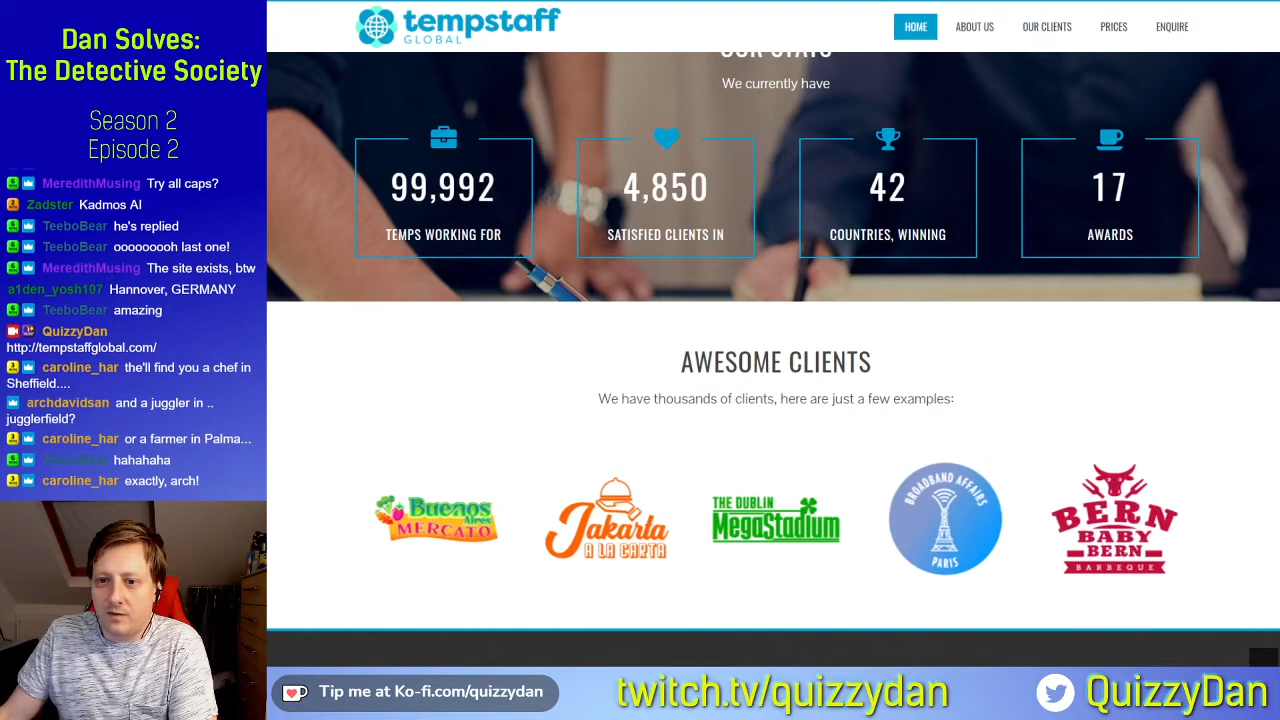 Dan Solves:
The Detective Society
Season 2
Episode 2
MeredithMusing Try all caps?
Zadster Kadmos AI
TeeboBear he's replied
TeeboBear oooooooh last one!
MeredithMusing The site exists, btw
a1den_yosh107 Hannover, GERMANY
TeeboBear amazing
QuizzyDan
http://tempstaffglobal.com/
caroline_har the'll find you a chef in
Sheffield....
archdavidsan and a juggler in ..
jugglerfield?
caroline_har or a farmer in Palma...
TeeboBear hahahaha
caroline_har exactly, arch!
tempstaff
GLOBAL
HOME ABOUT US OUR CLIENTS PRICES ENQUIRE
OUR STATS
We currently have
99,992
TEMPS WORKING FOR
4,850
SATISFIED CLIENTS IN
42
COUNTRIES, WINNING
17
AWARDS
AWESOME CLIENTS
We have thousands of clients, here are just a few examples:
Buenos
Aires
MERCATO
Jakarta
A LA CARTA
THE DUBLIN
MegaStadium
BROADBAND AFFAIRS
PARIS
BERN
BABY
BERN
BARBEQUE
Tip me at Ko-fi.com/quizzydan
twitch.tv/quizzydan
QuizzyDan